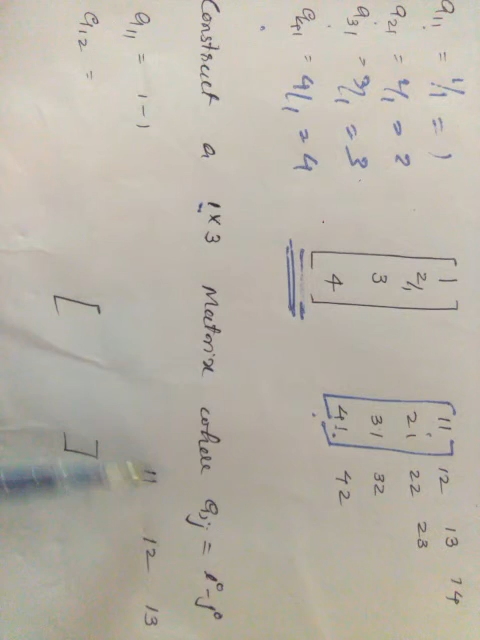 a11 = 1/1 = 1
a21 = 2/1 = 2
a31 = 3/1 = 3
a41 = 4/1 = 4
1
2/1
3
4
11 12 13 14
21 22 23
31 32
41 42
Construct a 1×3 Matrix where aij = i-j
a11 = 1-1
a12 =
[ ]
11 12 13